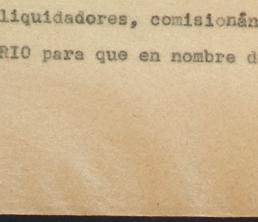 liquidadores, comisionán
RIO para que en nombre d